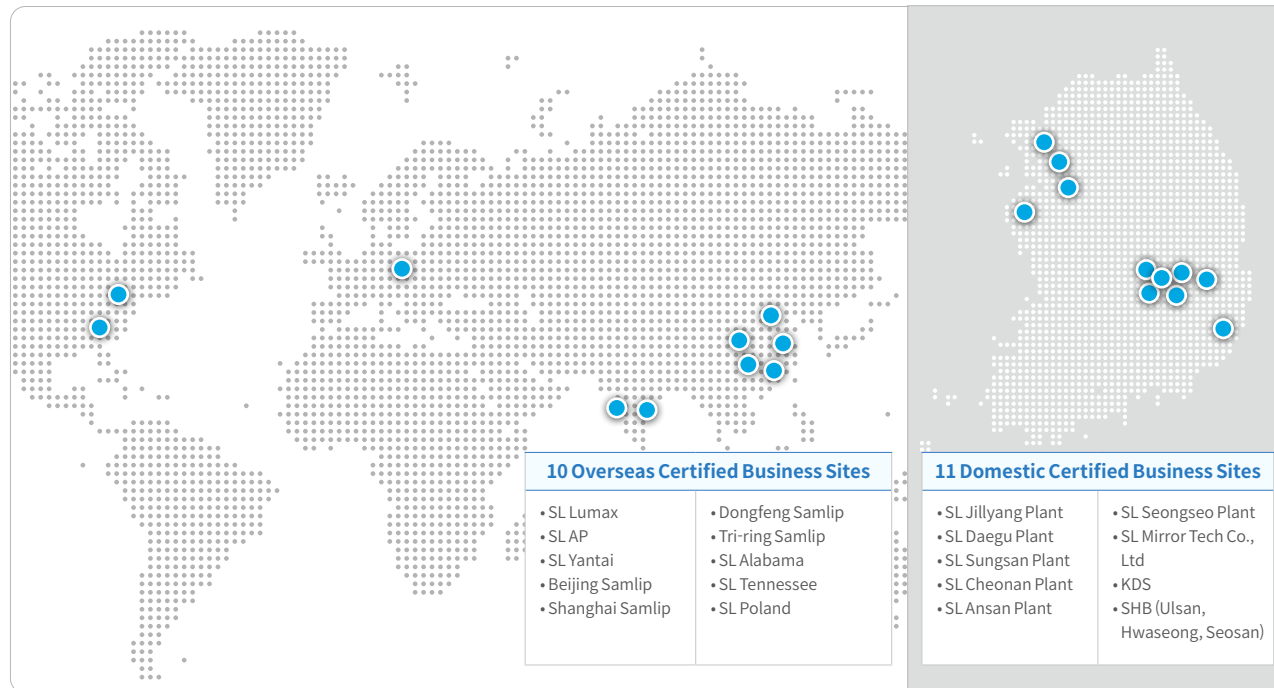 10 Overseas Certified Business Sites
• SL Lumax
• SL AP
• SL Yantai
• Beijing Samlip
• Shanghai Samlip
• Dongfeng Samlip
• Tri-ring Samlip
• SL Alabama
• SL Tennessee
• SL Poland
11 Domestic Certified Business Sites
• SL Jillyang Plant
• SL Daegu Plant
• SL Sungsan Plant
• SL Cheonan Plant
• SL Ansan Plant
• SL Seongseo Plant
• SL Mirror Tech Co.,
Ltd
• KDS
• SHB (Ulsan,
Hwaseong, Seosan)